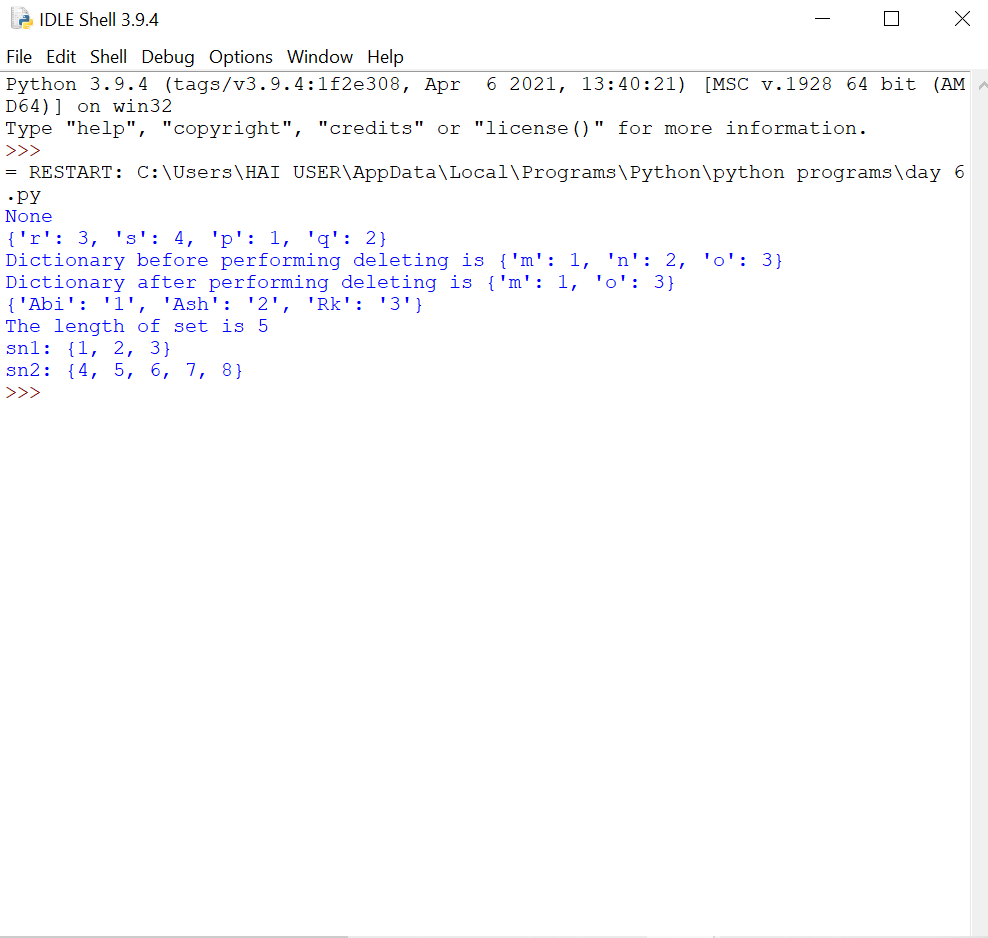 IDLE Shell 3.9.4
File Edit Shell Debug Options Window Help
Python 3.9.4 (tags/v3.9.4:1f2e308, Apr  6 2021, 13:40:21) [MSC v.1928 64 bit (AM
D64)] on win32
Type "help", "copyright", "credits" or "license()" for more information.
>>>
= RESTART: C:\Users\HAI USER\AppData\Local\Programs\Python\python programs\day 6
.py
None
{'r': 3, 's': 4, 'p': 1, 'q': 2}
Dictionary before performing deleting is {'m': 1, 'n': 2, 'o': 3}
Dictionary after performing deleting is {'m': 1, 'o': 3}
{'Abi': '1', 'Ash': '2', 'Rk': '3'}
The length of set is 5
sn1: {1, 2, 3}
sn2: {4, 5, 6, 7, 8}
>>>